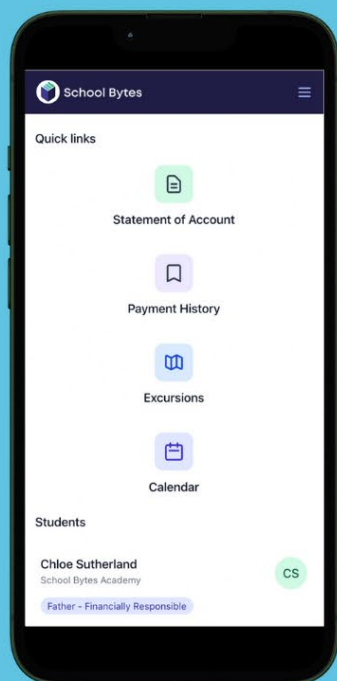 School Bytes
Quick links
Statement of Account
Payment History
Excursions
Calendar
Students
Chloe Sutherland
School Bytes Academy
CS
Father - Financially Responsible